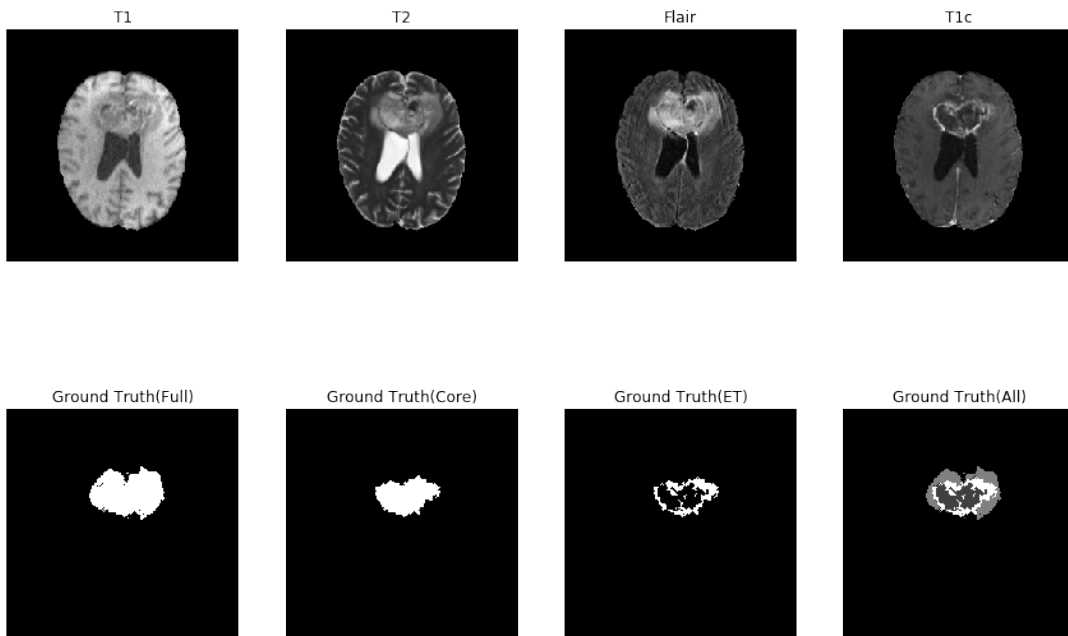 T1
T2
Flair
T1c
Ground Truth(Full)
Ground Truth(Core)
Ground Truth(ET)
Ground Truth(All)